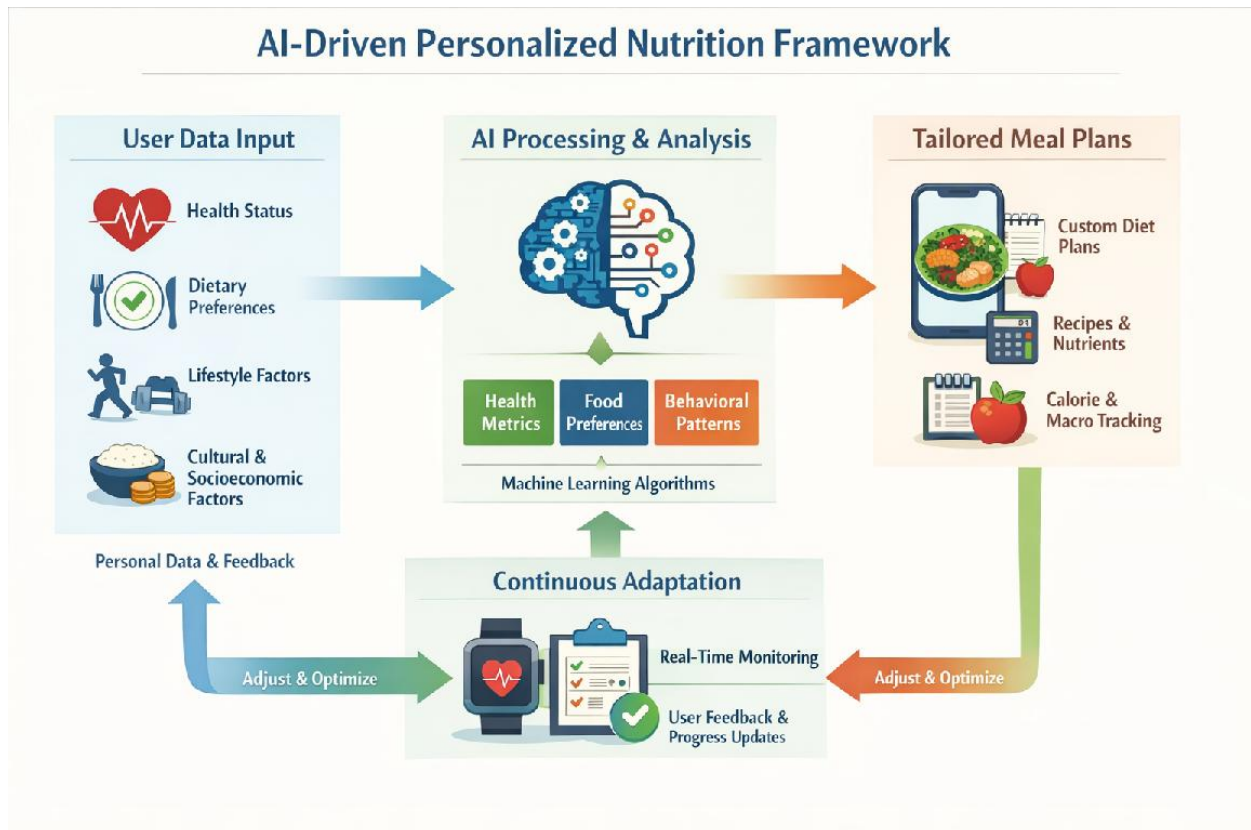 AI-Driven Personalized Nutrition Framework
User Data Input
Health Status
Dietary
Preferences
Lifestyle Factors
Cultural &
Socioeconomic
Factors
Personal Data & Feedback
AI Processing & Analysis
Health
Metrics
Food
Preferences
Behavioral
Patterns
Machine Learning Algorithms
Tailored Meal Plans
Custom Diet
Plans
Recipes &
Nutrients
Calorie &
Macro Tracking
Continuous Adaptation
Real-Time Monitoring
User Feedback &
Progress Updates
Adjust & Optimize
Adjust & Optimize